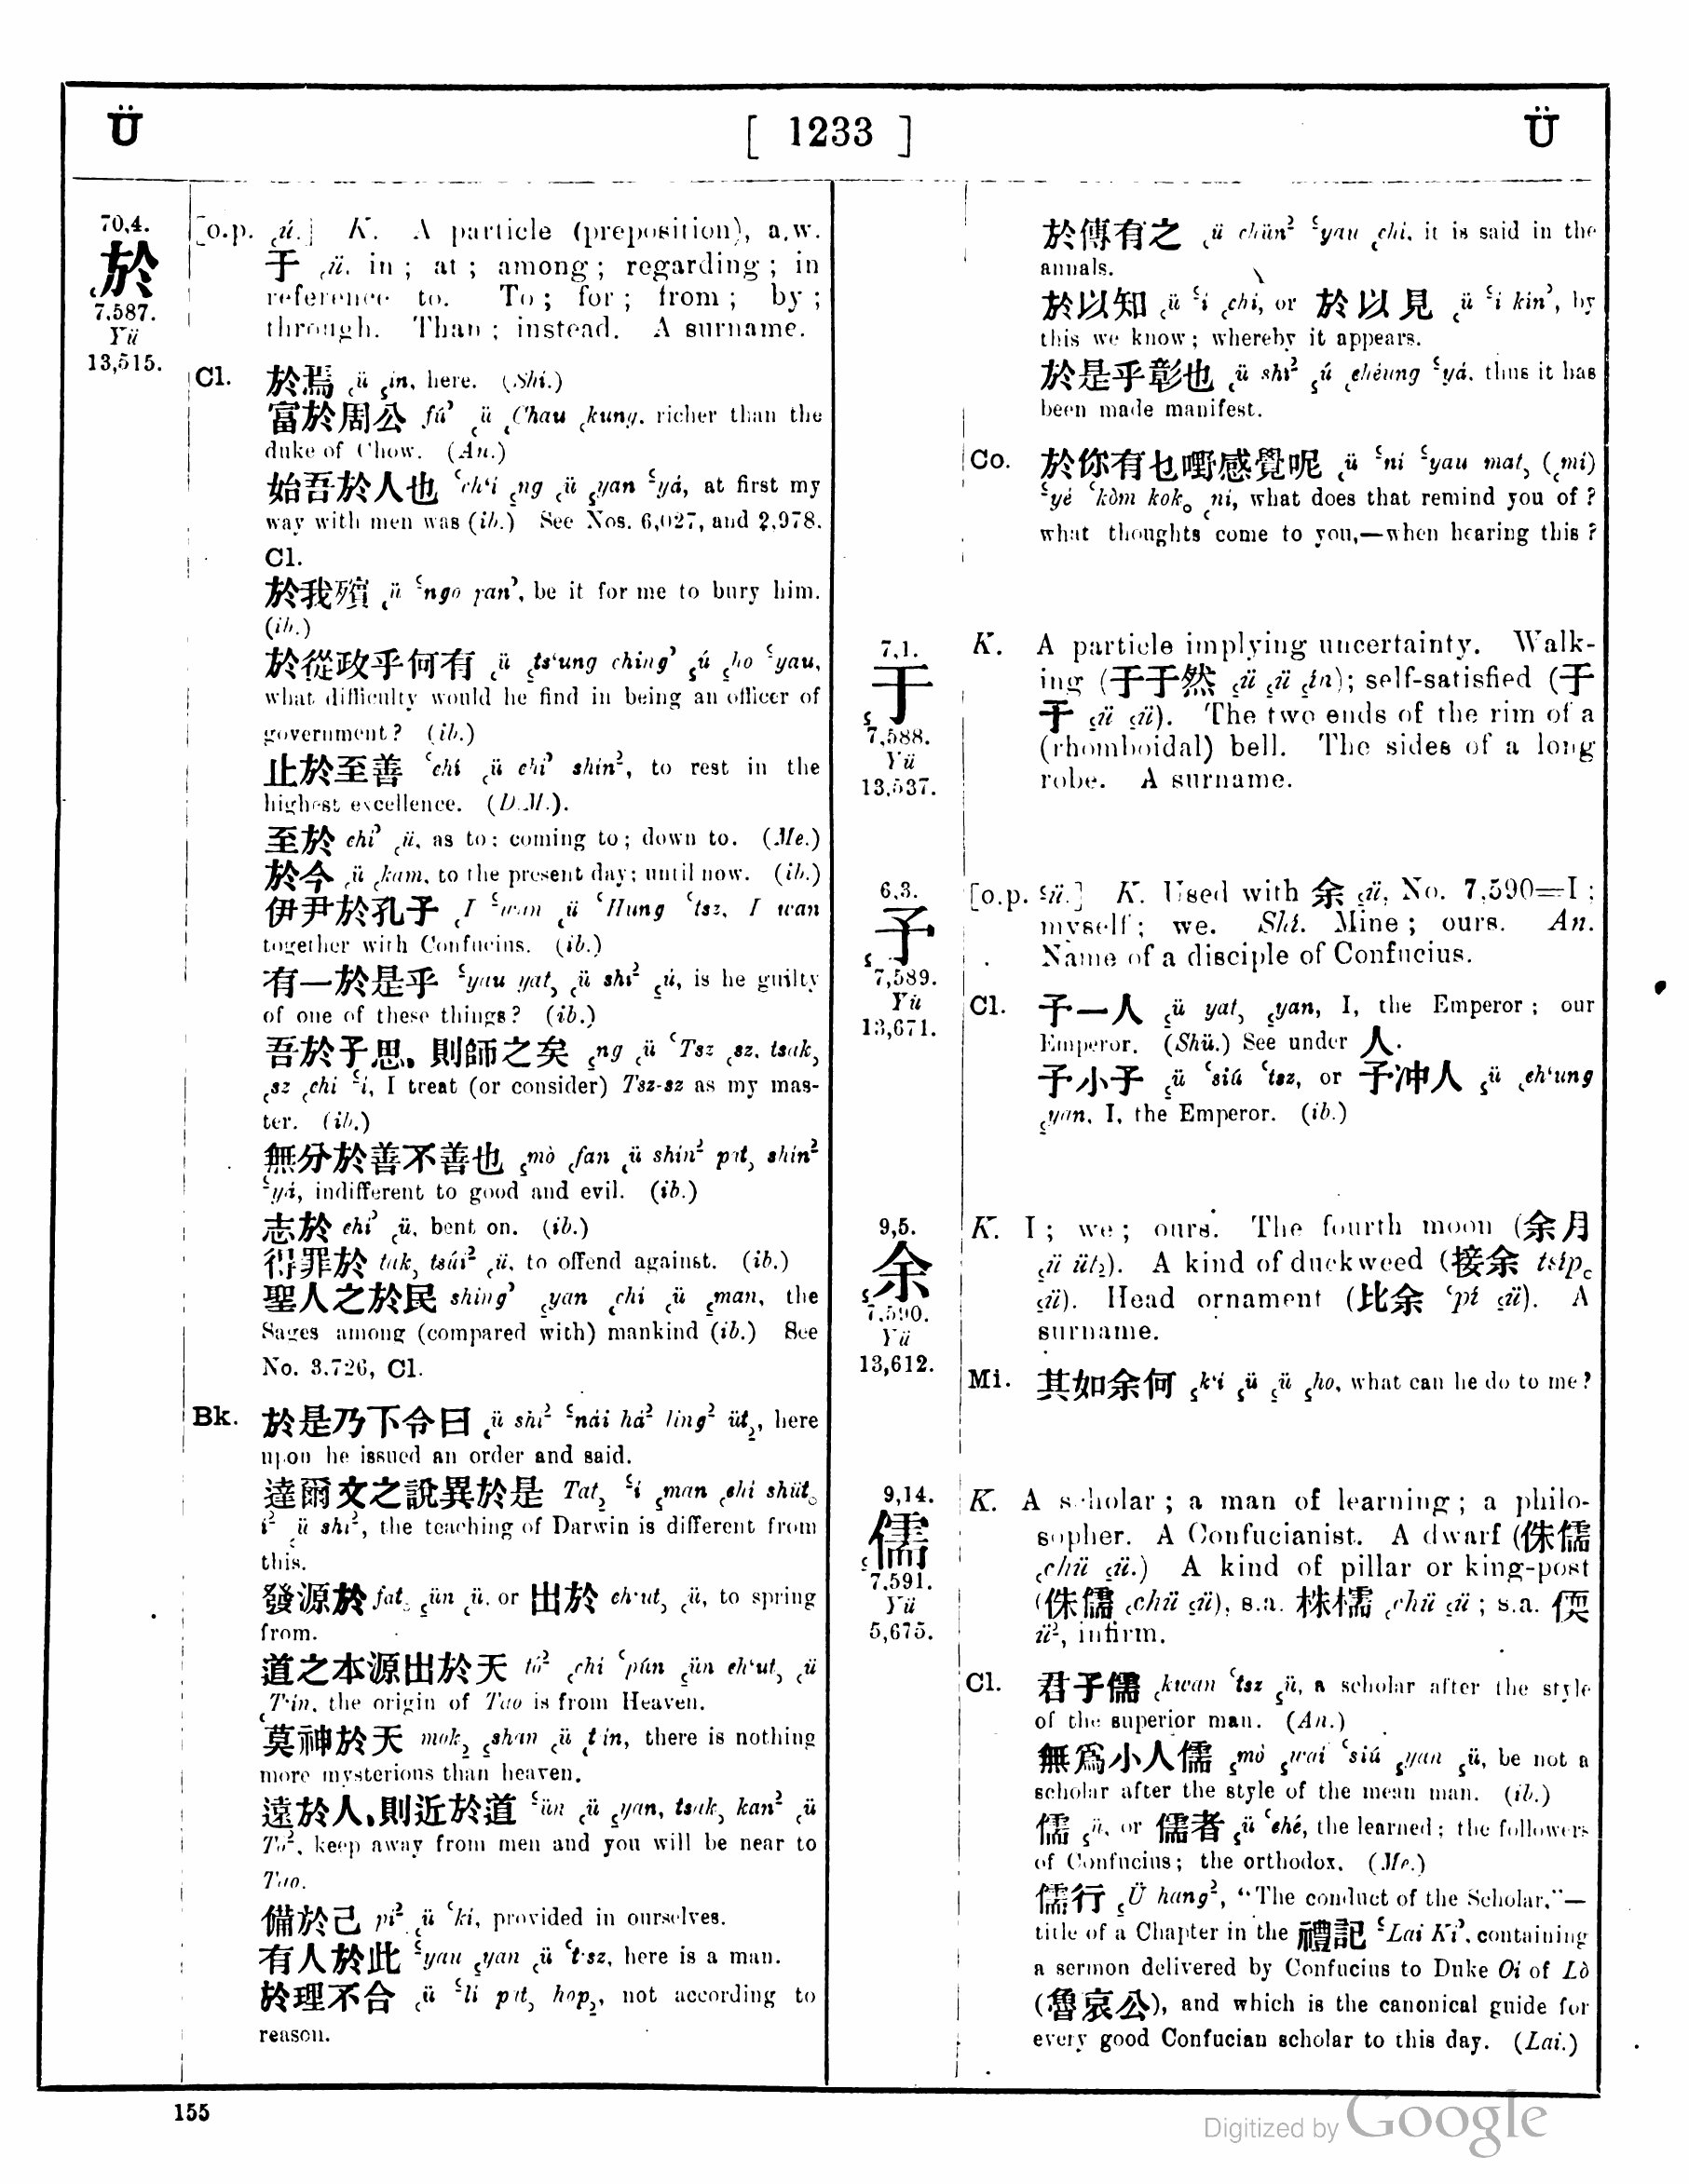 Ü
[ 1233 ]
Ü
70,4.
於
7,587.
Yü
13,515.
[o.p. ꜀ú.] K. A particle (preposition), a.w.
于 ꜀ü. in ; at ; among ; regarding ; in
reference to. To ; for ; from ; by ;
through. Than ; instead. A surname.
Cl. 於焉 ꜀ü ꜁ín, here. (Shí.)
富於周公 fú꜄ ꜀ü ꜀Chau ꜀kung. richer than the
duke of Chow. (An.)
始吾於人也 ꜂ch‘i ꜁ng ꜀ü ꜁yan ꜃yá, at first my
way with men was (ib.) See Nos. 6,027, and 2,978.
Cl.
於我殯 ꜀ü ꜃ngo pan꜄, be it for me to bury him.
(ib.)
於從政乎何有 ꜀ü ꜁ts‘ung ching꜄ ꜁ú ꜁ho ꜃yau,
what difficulty would he find in being an officer of
government ? (ib.)
止於至善 ꜂chí ꜀ü chí꜄ shín², to rest in the
highest excellence. (D.M.).
至於 chí꜄ ꜀ü, as to : coming to ; down to. (Me.)
於今 ꜀ü ꜀kam, to the present day; until now. (ib.)
伊尹於孔子 ꜀I ꜃wan ꜀ü ꜂Hung ꜂tsz, I wan
together with Confucius. (ib.)
有一於是乎 ꜃yau yat꜆ ꜀ü shí² ꜁ú, is he guilty
of one of these things ? (ib.)
吾於子思, 則師之矣 ꜁ng ꜀ü ꜂Tsz ꜀sz, tsak꜆
꜀sz ꜀chí ꜃i, I treat (or consider) Tsz-sz as my mas-
ter. (ib.)
無分於善不善也 ꜁mò ꜀fan ꜀ü shín² pat꜆ shín²
꜃yá, indifferent to good and evil. (ib.)
志於 chí꜄ ꜀ü, bent on. (ib.)
得罪於 tak꜆ tsúi² ꜀ü, to offend against. (ib.)
聖人之於民 shing꜄ ꜁yan ꜀chi ꜀ü ꜁man, the
Sages among (compared with) mankind (ib.) See
No. 3,726, Cl.
Bk. 於是乃下令曰 ꜀ü shí² ꜃nái há² ling² üt꜇, here
upon he issued an order and said.
達爾文之說異於是 Tat꜇ ꜃i ꜁man ꜀chi shüt꜆
i² ꜀ü shí², the teaching of Darwin is different from
this.
發源於 fat꜆ ꜁ün ꜀ü, or 出於 ch‘ut꜆ ꜀ü, to spring
from.
道之本源出於天 tò² ꜀chi ꜂pún ꜁ün ch‘ut꜆ ꜀ü
꜀T‘ín, the origin of Tao is from Heaven.
莫神於天 mok꜇ ꜁shan ꜀ü ꜀t‘ín, there is nothing
more mysterious than heaven.
遠於人, 則近於道 ꜃ün ꜀ü ꜁yan, tsak꜆ kan² ꜀ü
Tò², keep away from men and you will be near to
Tao.
備於己 pi² ꜀ü ꜂ki, provided in ourselves.
有人於此 ꜃yau ꜁yan ꜀ü ꜂t‘sz, here is a man.
於理不合 ꜀ü ꜃li pat꜆ hop꜇, not according to
reason.
於傳有之 ꜀ü chün² ꜃yau ꜀chi, it is said in the
annals.
於以知 ꜀ü ꜃i ꜀chi, or 於以見 ꜀ü ꜃i kin꜄, by
this we know ; whereby it appears.
於是乎彰也 ꜀ü shí² ꜁ú ꜀chéung ꜃yá, thus it has
been made manifest.
Co. 於你有乜嘢感覺呢 ꜀ü ꜃ni ꜃yau mat꜆ (꜀mi)
꜃yé ꜂kòm kok꜆ ꜀ni, what does that remind you of ?
what thoughts come to you,—when hearing this ?
7,1.
于
7,588.
Yü
13,537.
K. A particle implying uncertainty. Walk-
ing (于于然 ꜁ü ꜁ü ꜁ín); self-satisfied (于
于 ꜁ü ꜁ü). The two ends of the rim of a
(rhomboidal) bell. The sides of a long
robe. A surname.
6,3.
予
7,589.
Yü
13,671.
[o.p. ꜃ü.] K. Used with 余 ꜁ü, No. 7,590=I ;
myself ; we. Shí. Mine ; ours. An.
Name of a disciple of Confucius.
Cl. 予一人 ꜁ü yat꜆ ꜁yan, I, the Emperor ; our
Emperor. (Shü.) See under 人.
予小子 ꜁ü ꜂siú ꜂tsz, or 予冲人 ꜁ü ꜀ch‘ung
꜁yan, I, the Emperor. (ib.)
9,5.
余
7,590.
Yü
13,612.
K. I ; we ; ours. The fourth moon (余月
꜁ü üt꜇). A kind of duckweed (接余 tsíp꜆
꜁ü). Head ornament (比余 ꜂pí ꜁ü). A
surname.
Mi. 其如余何 ꜁k‘i ꜁ü ꜁ü ꜁ho, what can he do to me ?
9,14.
儒
7,591.
Yü
5,675.
K. A scholar ; a man of learning ; a philo-
sopher. A Confucianist. A dwarf (侏儒
꜀chü ꜁ü.) A kind of pillar or king-post
(侏儒 ꜀chü ꜁ü), s.a. 株檽 ꜀chü ꜁ü ; s.a. 偄
ü², infirm.
Cl. 君子儒 ꜀kwan ꜂tsz ꜁ü, a scholar after the style
of the superior man. (An.)
無爲小人儒 ꜁mò ꜁wai ꜂siú ꜁yan ꜁ü, be not a
scholar after the style of the mean man. (ib.)
儒 ꜁ü, or 儒者 ꜁ü ꜂ché, the learned ; the followers
of Confucius ; the orthodox. (Me.)
儒行 ꜁Ü hang², “The conduct of the Scholar,”—
title of a Chapter in the 禮記 ꜃Lai Ki꜄, containing
a sermon delivered by Confucius to Duke Oi of Lò
(魯哀公), and which is the canonical guide for
every good Confucian scholar to this day. (Lai.)
155
Digitized by Google